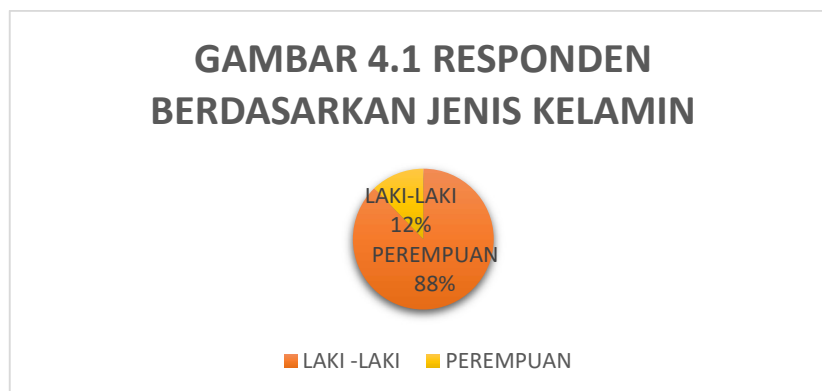 GAMBAR 4.1 RESPONDEN
BERDASARKAN JENIS KELAMIN
LAKI-LAKI
12%
PEREMPUAN
88%
LAKI -LAKI PEREMPUAN